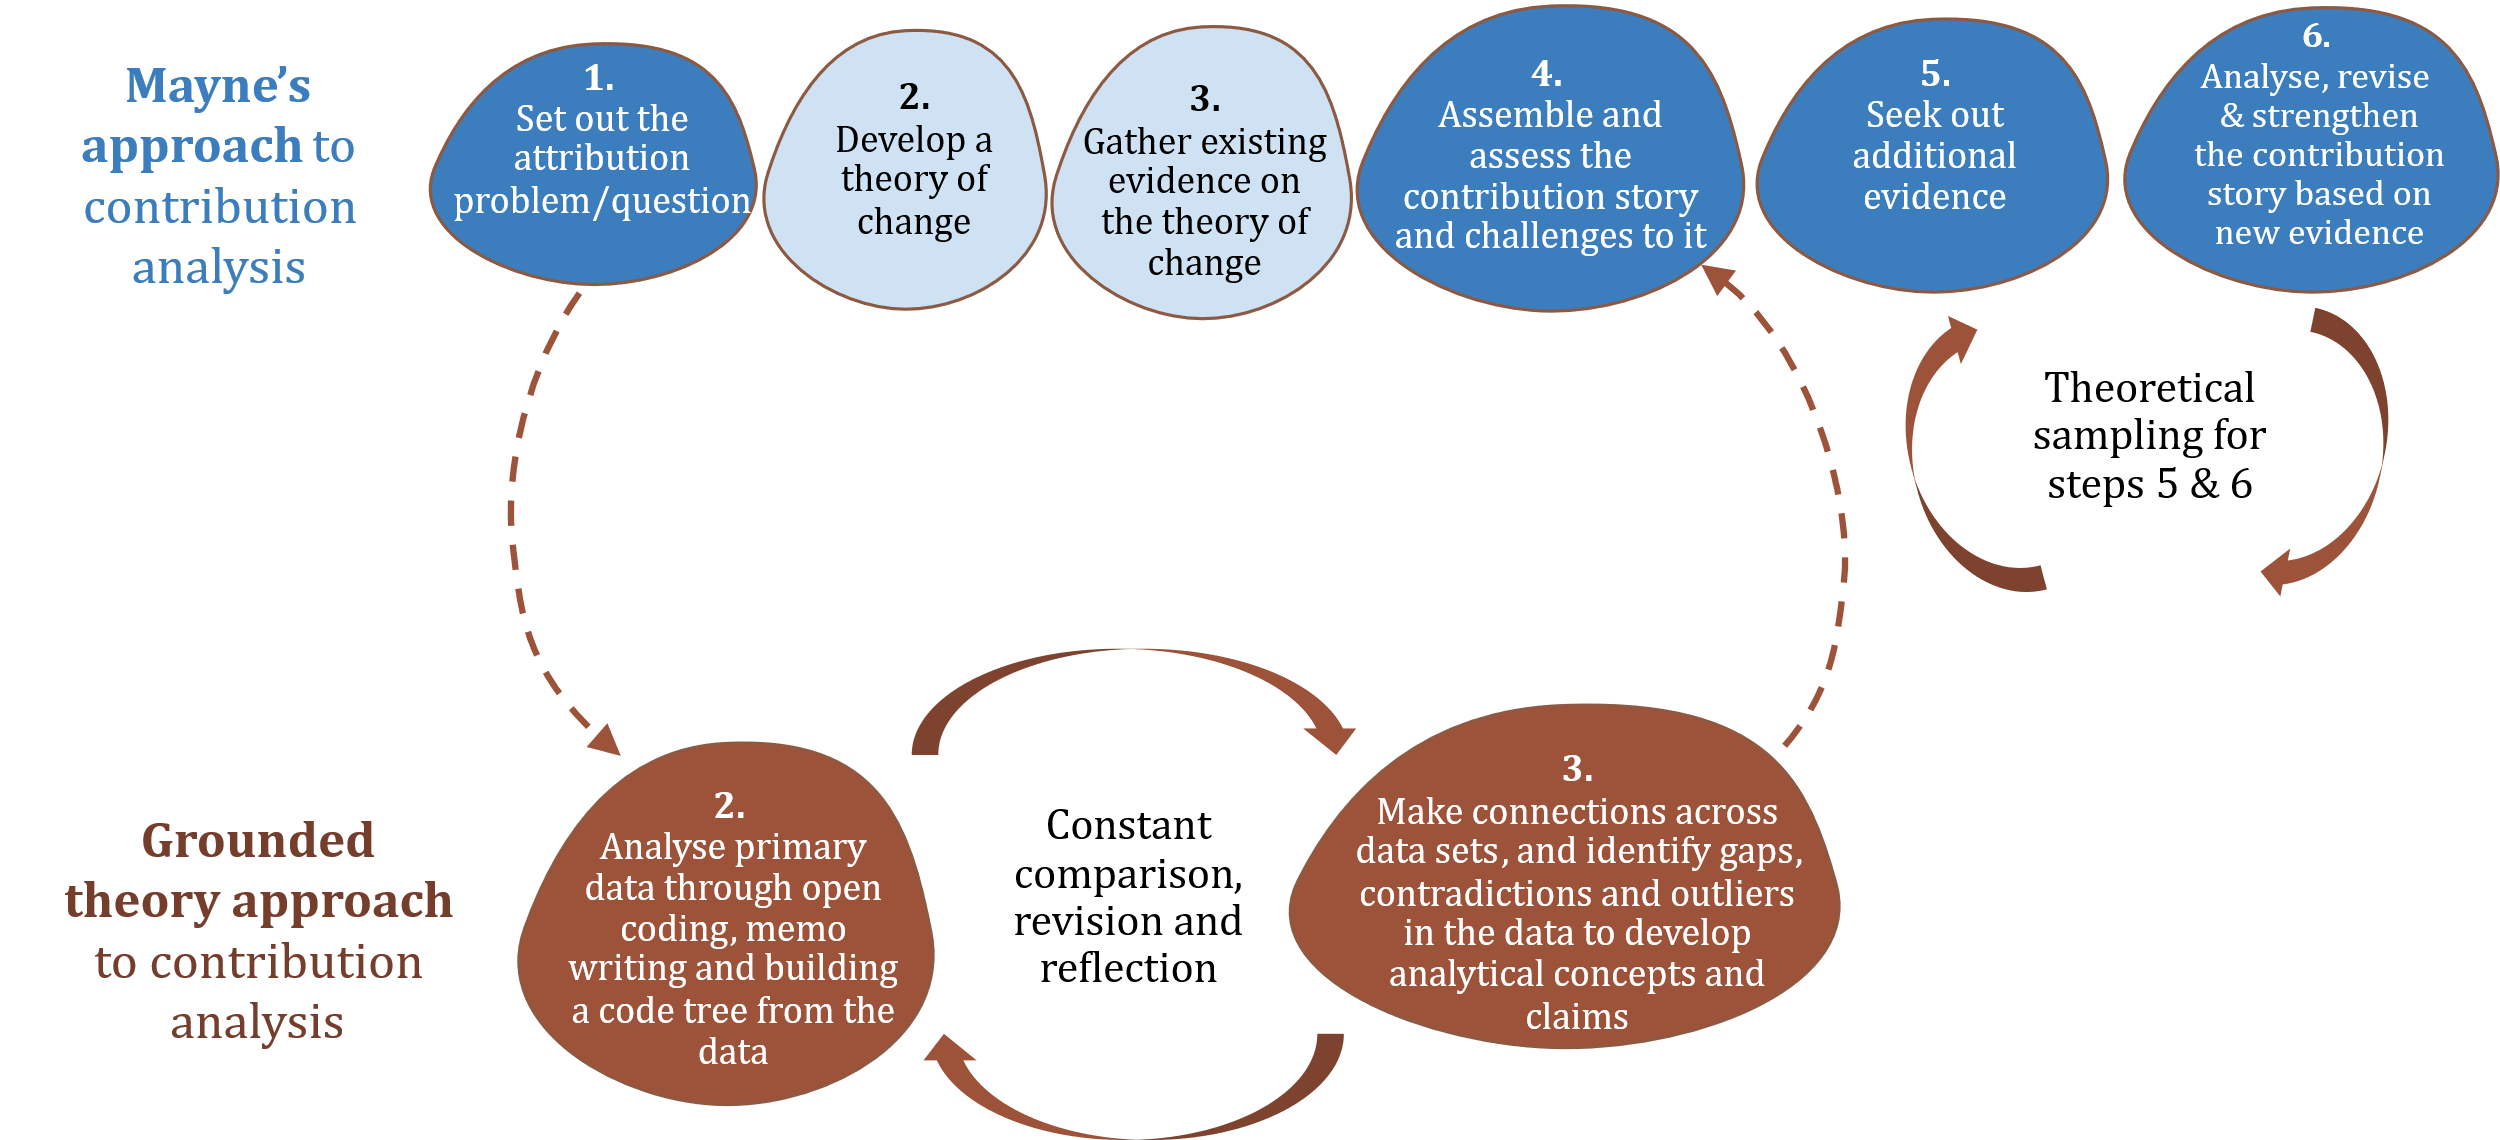 Mayne’s
approach to
contribution
analysis
1.
Set out the
attribution
problem/question
2.
Develop a
theory of
change
3.
Gather existing
evidence on
the theory of
change
4.
Assemble and
assess the
contribution story
and challenges to it
5.
Seek out
additional
evidence
6.
Analyse, revise
& strengthen
the contribution
story based on
new evidence
Theoretical
sampling for
steps 5 & 6
Grounded
theory approach
to contribution
analysis
2.
Analyse primary
data through open
coding, memo
writing and building
a code tree from the
data
Constant
comparison,
revision and
reflection
3.
Make connections across
data sets, and identify gaps,
contradictions and outliers
in the data to develop
analytical concepts and
claims